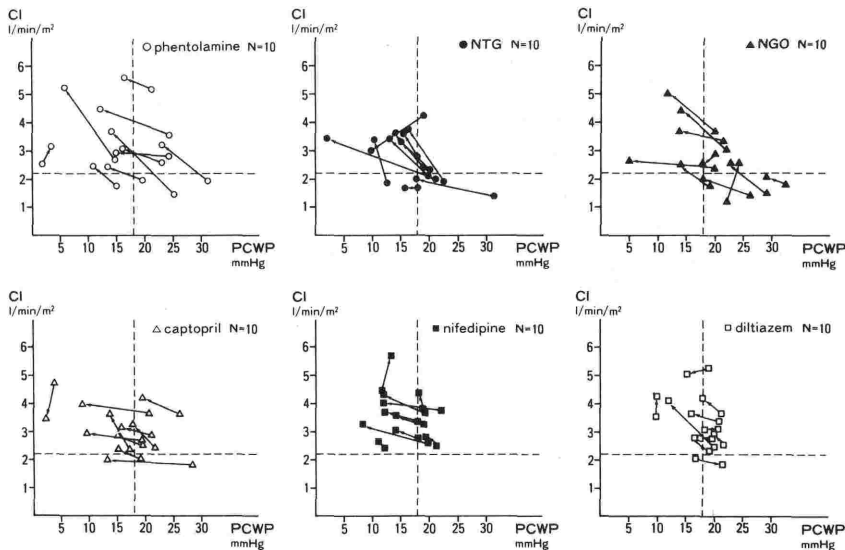 CI
l/min/m²
○ phentolamine N=10
6
5
4
3
2
1
5 10 15 20 25 30 PCWP
mmHg
CI
l/min/m²
● NTG N=10
6
5
4
3
2
1
5 10 15 20 25 30 PCWP
mmHg
CI
l/min/m²
▲ NGO N=10
6
5
4
3
2
1
5 10 15 20 25 30 PCWP
mmHg
CI
l/min/m²
△ captopril N=10
6
5
4
3
2
1
5 10 15 20 25 30 PCWP
mmHg
CI
l/min/m²
■ nifedipine N=10
6
5
4
3
2
1
5 10 15 20 25 30 PCWP
mmHg
CI
l/min/m²
□ diltiazem N=10
6
5
4
3
2
1
5 10 15 20 25 30 PCWP
mmHg